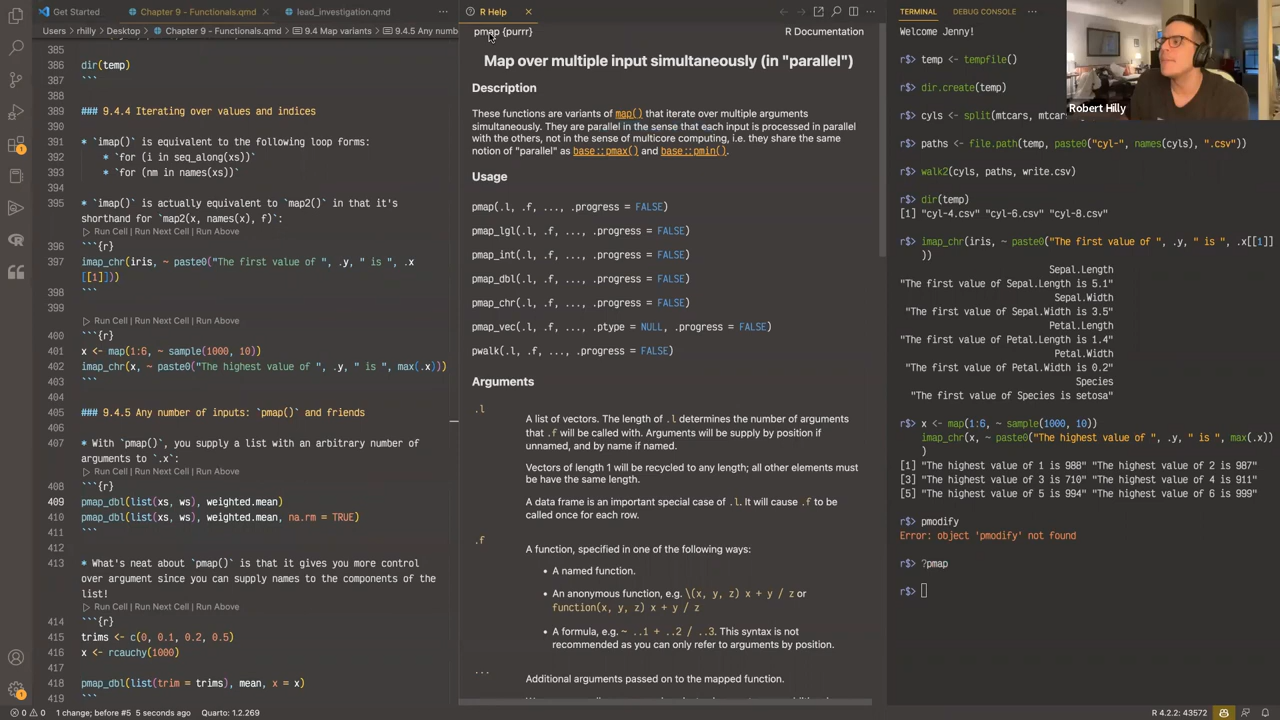 Get Started
Chapter 9 - Functionals.qmd
lead_investigation.qmd
Users > rhilly > Desktop > Chapter 9 - Functionals.qmd > 9.4 Map variants > 9.4.5 Any numb
385
386 dir(temp)
387 ```
388
389 ### 9.4.4 Iterating over values and indices
390
391 * `imap()` is equivalent to the following loop forms:
392 * `for (i in seq_along(xs))`
393 * `for (nm in names(xs))`
394
395 * `imap()` is actually equivalent to `map2()` in that it's
shorthand for `map2(x, names(x), f)`:
Run Cell | Run Next Cell | Run Above
396 ```{r}
397 imap_chr(iris, ~ paste0("The first value of ", .y, " is ", .x
[[1]]))
398 ```
399
Run Cell | Run Next Cell | Run Above
400 ```{r}
401 x <- map(1:6, ~ sample(1000, 10))
402 imap_chr(x, ~ paste0("The highest value of ", .y, " is ", max(.x)))
403 ```
404
405 ### 9.4.5 Any number of inputs: `pmap()` and friends
406
407 * With `pmap()`, you supply a list with an arbitrary number of
arguments to `.x`:
Run Cell | Run Next Cell | Run Above
408 ```{r}
409 pmap_dbl(list(xs, ws), weighted.mean)
410 pmap_dbl(list(xs, ws), weighted.mean, na.rm = TRUE)
411 ```
412
413 * What's neat about `pmap()` is that it gives you more control
over argument since you can supply names to the components of the
list!
Run Cell | Run Next Cell | Run Above
414 ```{r}
415 trims <- c(0, 0.1, 0.2, 0.5)
416 x <- rcauchy(1000)
417
418 pmap_dbl(list(trim = trims), mean, x = x)
419 ```
R Help
pmap {purrr}
R Documentation
Map over multiple input simultaneously (in "parallel")
Description
These functions are variants of map() that iterate over multiple arguments
simultaneously. They are parallel in the sense that each input is processed in parallel
with the others, not in the sense of multicore computing, i.e. they share the same
notion of "parallel" as base::pmax() and base::pmin().
Usage
pmap(.l, .f, ..., .progress = FALSE)
pmap_lgl(.l, .f, ..., .progress = FALSE)
pmap_int(.l, .f, ..., .progress = FALSE)
pmap_dbl(.l, .f, ..., .progress = FALSE)
pmap_chr(.l, .f, ..., .progress = FALSE)
pmap_vec(.l, .f, ..., .ptype = NULL, .progress = FALSE)
pwalk(.l, .f, ..., .progress = FALSE)
Arguments
.l
A list of vectors. The length of .l determines the number of arguments
that .f will be called with. Arguments will be supply by position if
unnamed, and by name if named.
Vectors of length 1 will be recycled to any length; all other elements must
be have the same length.
A data frame is an important special case of .l. It will cause .f to be
called once for each row.
.f
A function, specified in one of the following ways:
• A named function.
• An anonymous function, e.g. \(x, y, z) x + y / z or
function(x, y, z) x + y / z
• A formula, e.g. ~ ..1 + ..2 / ..3. This syntax is not
recommended as you can only refer to arguments by position.
...
Additional arguments passed on to the mapped function.
TERMINAL
DEBUG CONSOLE
Welcome Jenny!
r$> temp <- tempfile()
r$> dir.create(temp)
r$> cyls <- split(mtcars, mtcars
r$> paths <- file.path(temp, paste0("cyl-", names(cyls), ".csv"))
r$> walk2(cyls, paths, write.csv)
r$> dir(temp)
[1] "cyl-4.csv" "cyl-6.csv" "cyl-8.csv"
r$> imap_chr(iris, ~ paste0("The first value of ", .y, " is ", .x[[1]]
))
Sepal.Length
"The first value of Sepal.Length is 5.1"
Sepal.Width
"The first value of Sepal.Width is 3.5"
Petal.Length
"The first value of Petal.Length is 1.4"
Petal.Width
"The first value of Petal.Width is 0.2"
Species
"The first value of Species is setosa"
r$> x <- map(1:6, ~ sample(1000, 10))
imap_chr(x, ~ paste0("The highest value of ", .y, " is ", max(.x))
)
[1] "The highest value of 1 is 988" "The highest value of 2 is 987"
[3] "The highest value of 3 is 710" "The highest value of 4 is 911"
[5] "The highest value of 5 is 994" "The highest value of 6 is 999"
r$> pmodify
Error: object 'pmodify' not found
r$> ?pmap
r$>
Robert Hilly
0 0 1 change; before #5 5 seconds ago Quarto: 1.2.269
R 4.2.2: 43572